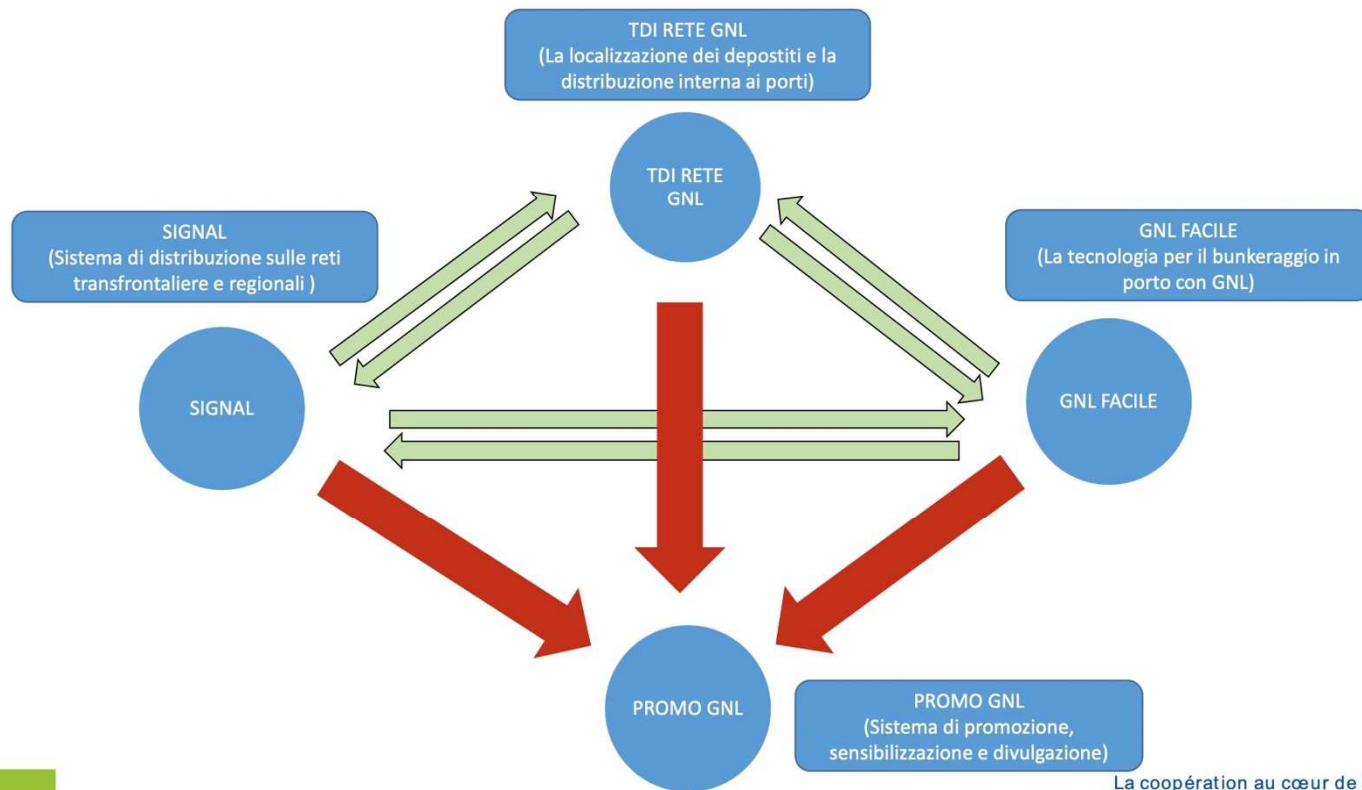 TDI RETE GNL
(La localizzazione dei depostiti e la
distribuzione interna ai porti)
TDI RETE
GNL
SIGNAL
(Sistema di distribuzione sulle reti
transfrontaliere e regionali )
GNL FACILE
(La tecnologia per il bunkeraggio in
porto con GNL)
SIGNAL
GNL FACILE
PROMO GNL
PROMO GNL
(Sistema di promozione,
sensibilizzazione e divulgazione)
La coopération au cœur de